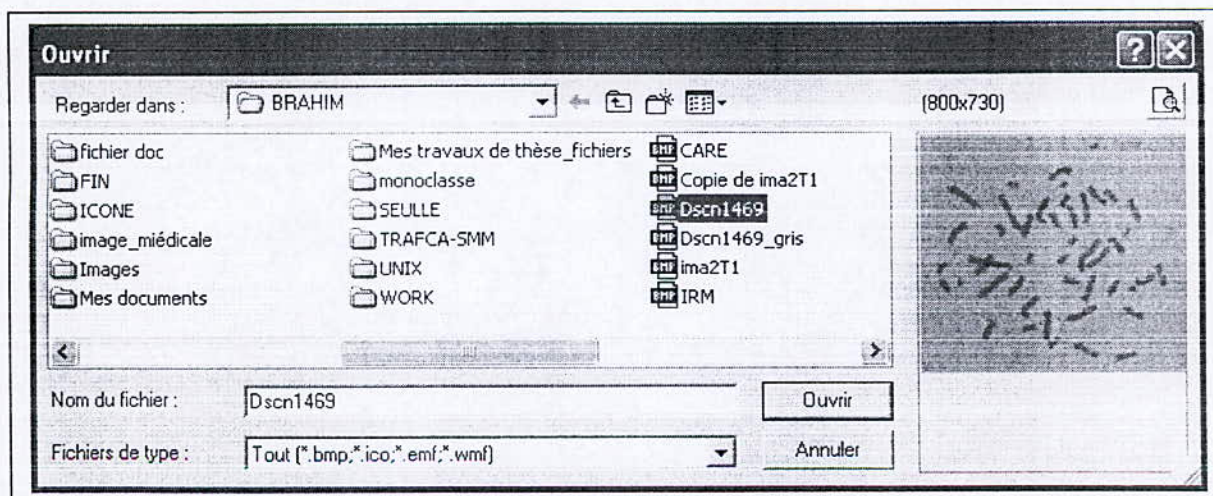 Ouvrir
Regarder dans : BRAHIM (800x730)
fichier doc
FIN
ICONE
image_miédicale
Images
Mes documents
Mes travaux de thèse_fichiers
monoclasse
SEULLE
TRAFCA-SMM
UNIX
WORK
CARE
Copie de ima2T1
Dscn1469
Dscn1469_gris
ima2T1
IRM
Nom du fichier : Dscn1469 Ouvrir
Fichiers de type : Tout (*.bmp;*.ico;*.emf;*.wmf) Annuler